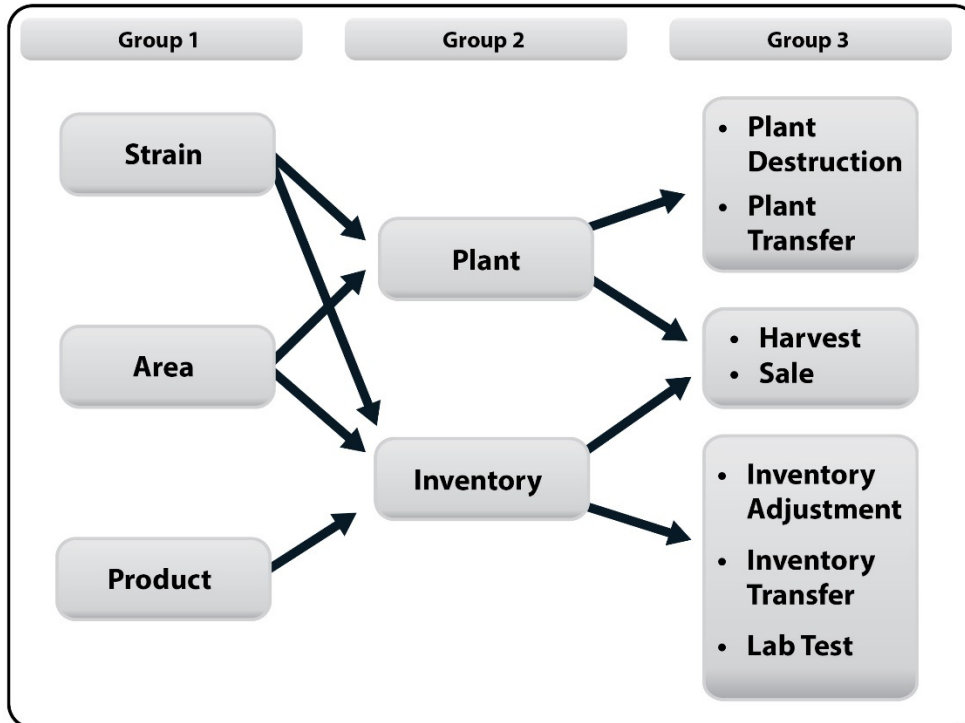 Group 1
Group 2
Group 3
Strain
Area
Product
Plant
Inventory
• Plant
Destruction
• Plant
Transfer
• Harvest
• Sale
• Inventory
Adjustment
• Inventory
Transfer
• Lab Test